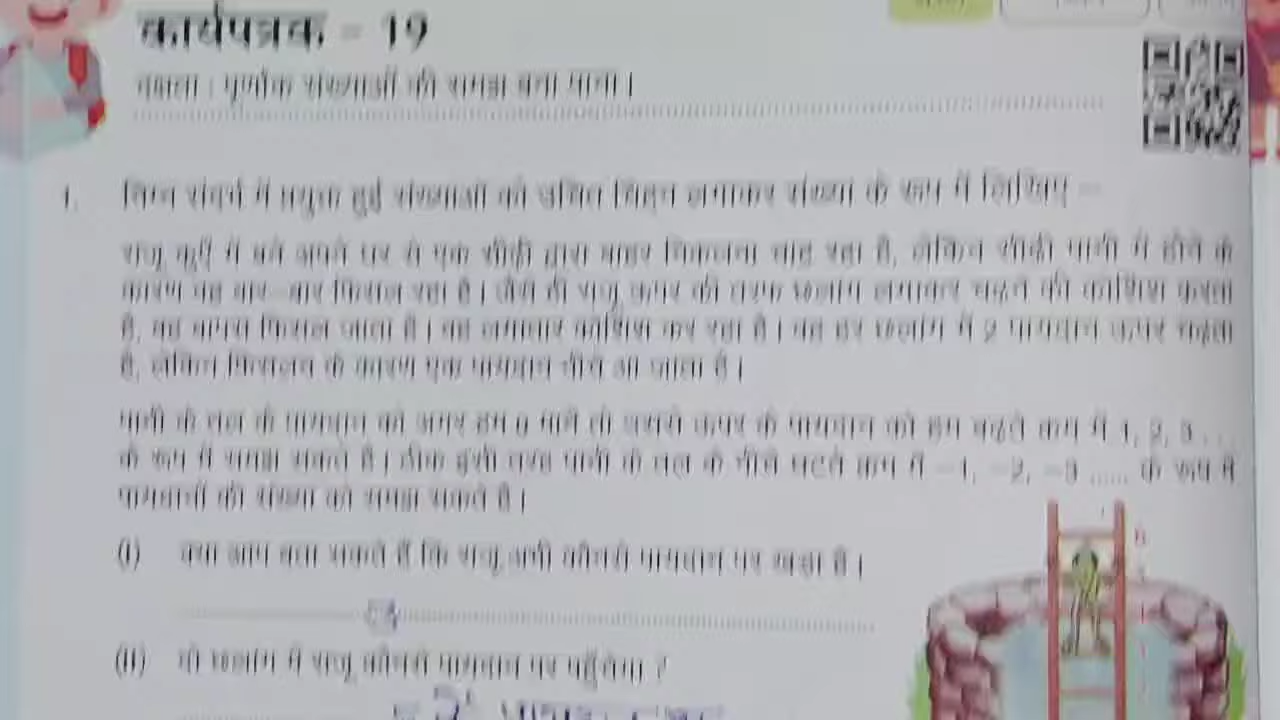 कार्यपत्रक - 19
दक्षता : पूर्णांक संख्याओं की समझ बना पाना।
1. निम्न संदर्भ में प्रयुक्त हुई संख्याओं को उचित चिह्न लगाकर संख्या के रूप में लिखिए –
राजू कुएँ में बने अपने घर से एक सीढ़ी द्वारा बाहर निकलना चाह रहा है, लेकिन सीढ़ी पानी में होने के
कारण वह बार-बार फिसल रहा है। जैसे ही राजू ऊपर की तरफ छलांग लगाकर चढ़ने की कोशिश करता
है, वह वापस फिसल जाता है। वह लगातार कोशिश कर रहा है। वह हर छलांग में 2 पायदान ऊपर चढ़ता
है, लेकिन फिसलन के कारण एक पायदान नीचे आ जाता है।
पानी के तल के पायदान को अगर हम 0 मानें तो उससे ऊपर के पायदान को हम बढ़ते क्रम में 1, 2, 3 ....
के रूप में समझ सकते हैं। ठीक इसी तरह पानी के तल के नीचे घटते क्रम में –1, –2, –3 ..... के रूप में
पायदानों की संख्या को समझ सकते हैं।
(i) क्या आप बता सकते हैं कि राजू अभी कौनसे पायदान पर खड़ा है।
(ii) दो छलांग में राजू कौनसे पायदान पर पहुँचेगा ?